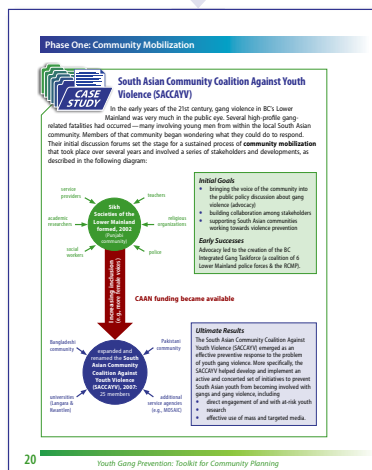 Phase One: Community Mobilization
CASE
STUDY
South Asian Community Coalition Against Youth
Violence (SACCAYV)
In the early years of the 21st century, gang violence in BC's Lower
Mainland was very much in the public eye. Several high-profile gang-
related fatalities had occurred—many involving young men from within the local South Asian
community. Members of that community began wondering what they could do to respond.
Their initial discussion forums set the stage for a sustained process of community mobilization
that took place over several years and involved a series of stakeholders and developments, as
described in the following diagram:
service
providers
teachers
academic
researchers
Sikh
Societies of the
Lower Mainland
formed, 2002
(Punjabi
community)
religious
organizations
social
workers
police
Initial Goals
• bringing the voice of the community into
the public policy discussion about gang
violence (advocacy)
• building collaboration among stakeholders
• supporting South Asian communities
working towards violence prevention
Early Successes
Advocacy led to the creation of the BC
Integrated Gang Taskforce (a coalition of 6
Lower Mainland police forces & the RCMP).
Increasing inclusion
(e.g., more female voices)
CAAN funding became available
Bangladeshi
community
Pakistani
community
expanded and
renamed the South
Asian Community
Coalition Against
Youth Violence
(SACCAYV), 2007:
25 members
universities
(Langara &
Kwantlen)
additional
service agencies
(e.g., MOSAIC)
Ultimate Results
The South Asian Community Coalition Against
Youth Violence (SACCAYV) emerged as an
effective preventive response to the problem
of youth gang violence. More specifically, the
SACCAYV helped develop and implement an
active and concerted set of initiatives to prevent
South Asian youth from becoming involved with
gangs and gang violence, including
• direct engagement of and with at-risk youth
• research
• effective use of mass and targeted media.
20
Youth Gang Prevention: Toolkit for Community Planning